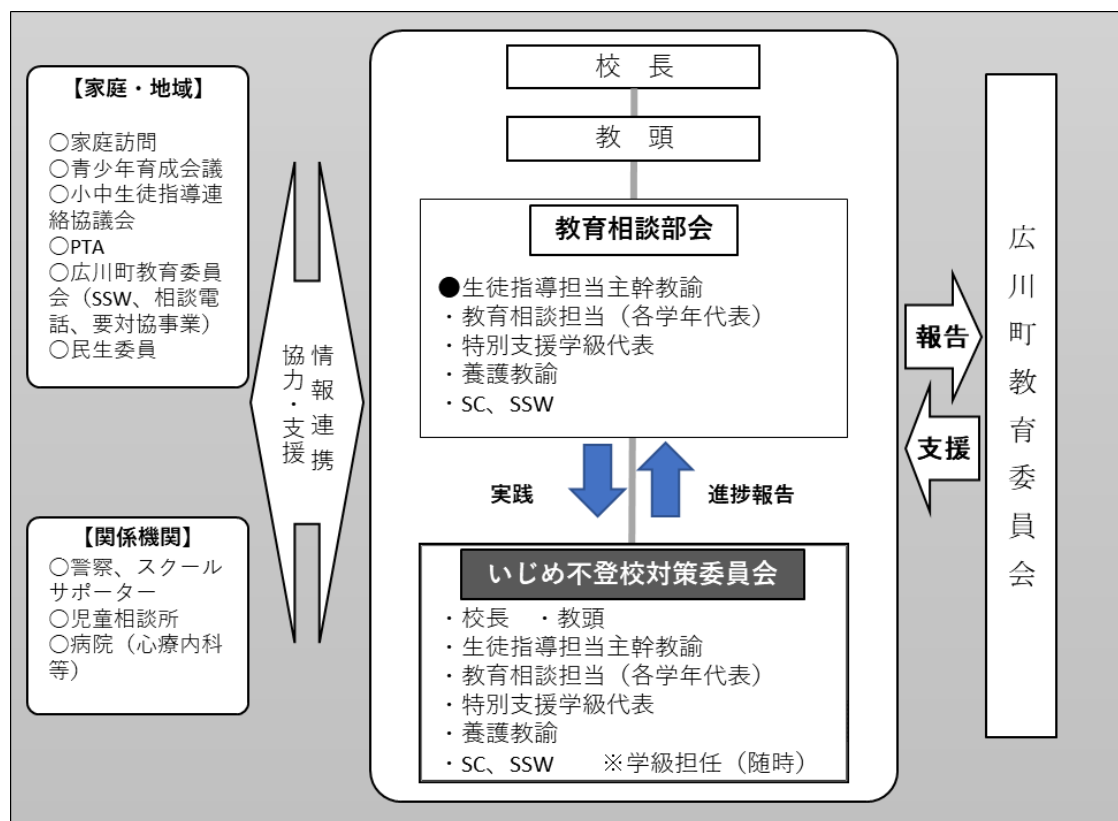 【家庭・地域】
○家庭訪問
○青少年育成会議
○小中生徒指導連
絡協議会
○PTA
○広川町教育委員
会（SSW、相談電
話、要対協事業）
○民生委員
【関係機関】
○警察、スクール
サポーター
○児童相談所
○病院（心療内科
等）
情報連携
協力・支援
校　長
教　頭
教育相談部会
●生徒指導担当主幹教諭
・教育相談担当（各学年代表）
・特別支援学級代表
・養護教諭
・SC、SSW
実践
進捗報告
いじめ不登校対策委員会
・校長　・教頭
・生徒指導担当主幹教諭
・教育相談担当（各学年代表）
・特別支援学級代表
・養護教諭
・SC、SSW　　※学級担任（随時）
報告
支援
広川町教育委員会